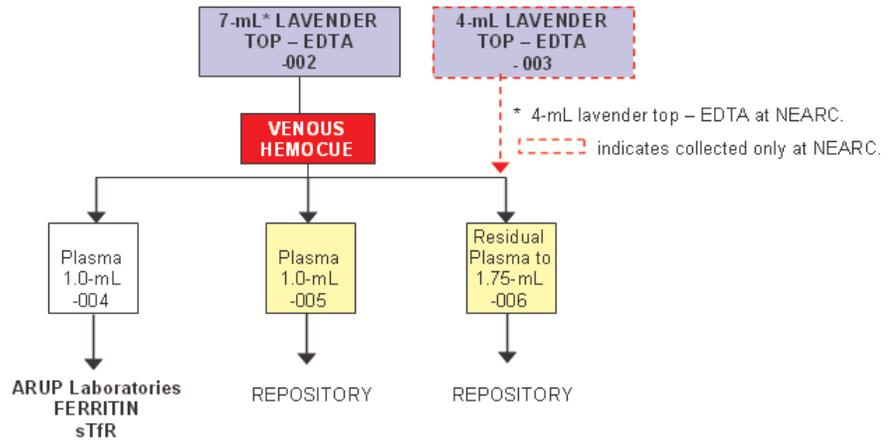 7-mL* LAVENDER
TOP – EDTA
-002
4-mL LAVENDER
TOP – EDTA
- 003
* 4-mL lavender top – EDTA at NEARC.
indicates collected only at NEARC.
VENOUS
HEMOCUE
Plasma
1.0-mL
-004
Plasma
1.0-mL
-005
Residual
Plasma to
1.75-mL
-006
ARUP Laboratories
FERRITIN
sTfR
REPOSITORY
REPOSITORY